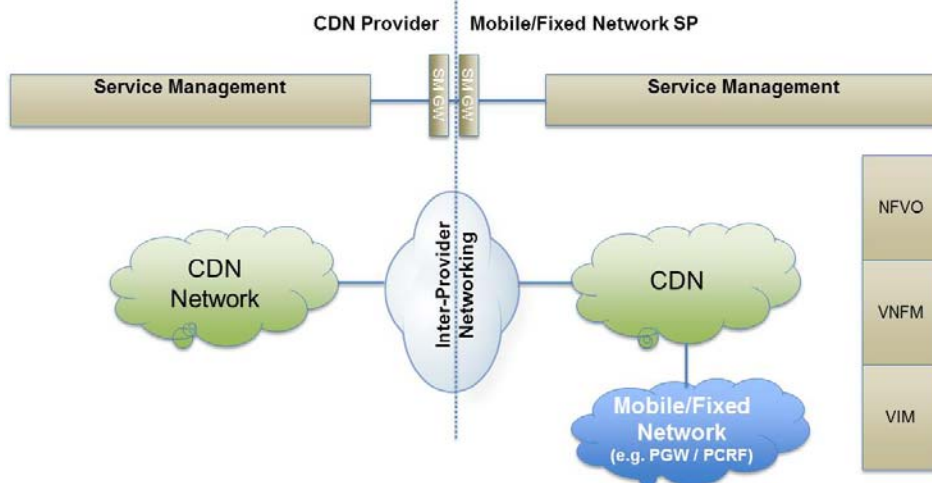 CDN Provider
Mobile/Fixed Network SP
Service Management
SM GW
SM GW
Service Management
NFVO
CDN
Network
Inter-Provider
Networking
CDN
VNFM
Mobile/Fixed
Network
(e.g. PGW / PCRF)
VIM